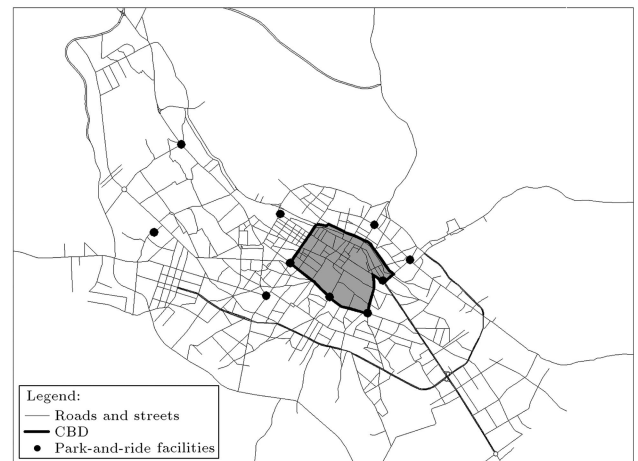 Legend:
Roads and streets
CBD
Park-and-ride facilities